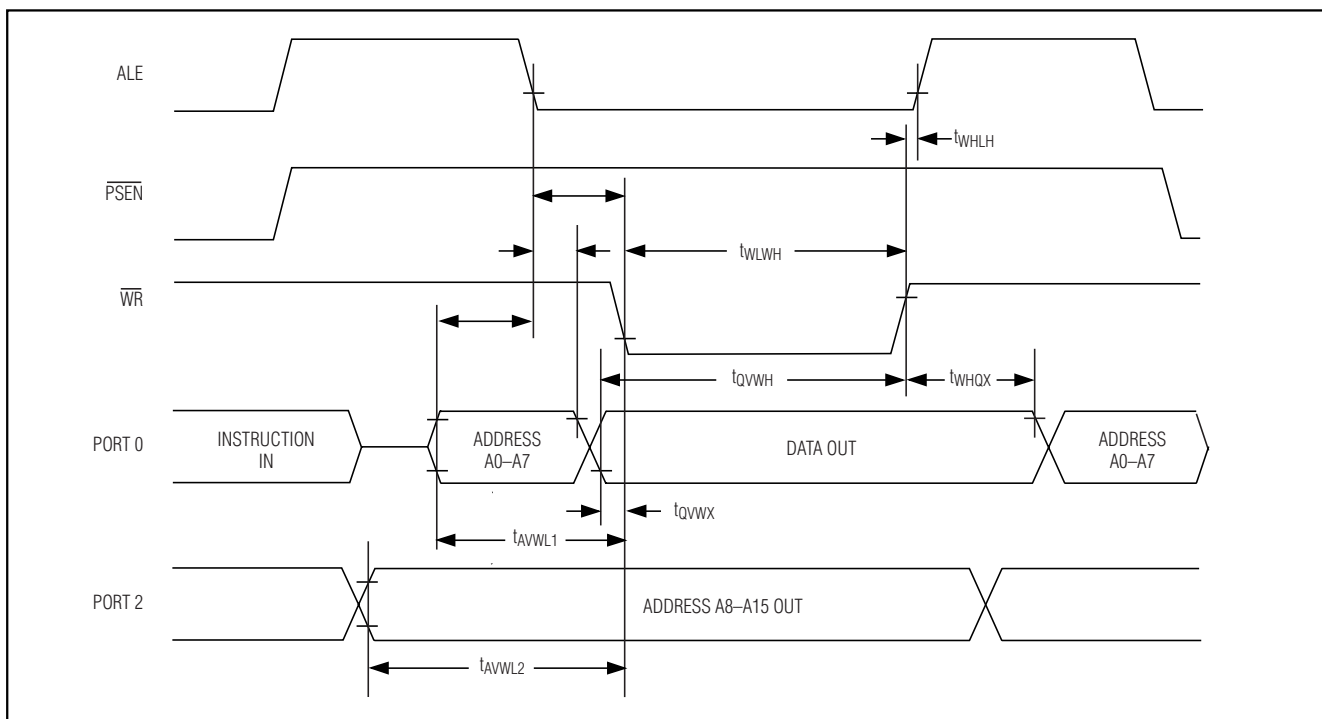 ALE
tWHLH
PSEN
tWLWH
WR
tQVWH
tWHQX
PORT 0
INSTRUCTION
IN
ADDRESS
A0–A7
DATA OUT
ADDRESS
A0–A7
tQVWX
tAVWL1
PORT 2
ADDRESS A8–A15 OUT
tAVWL2